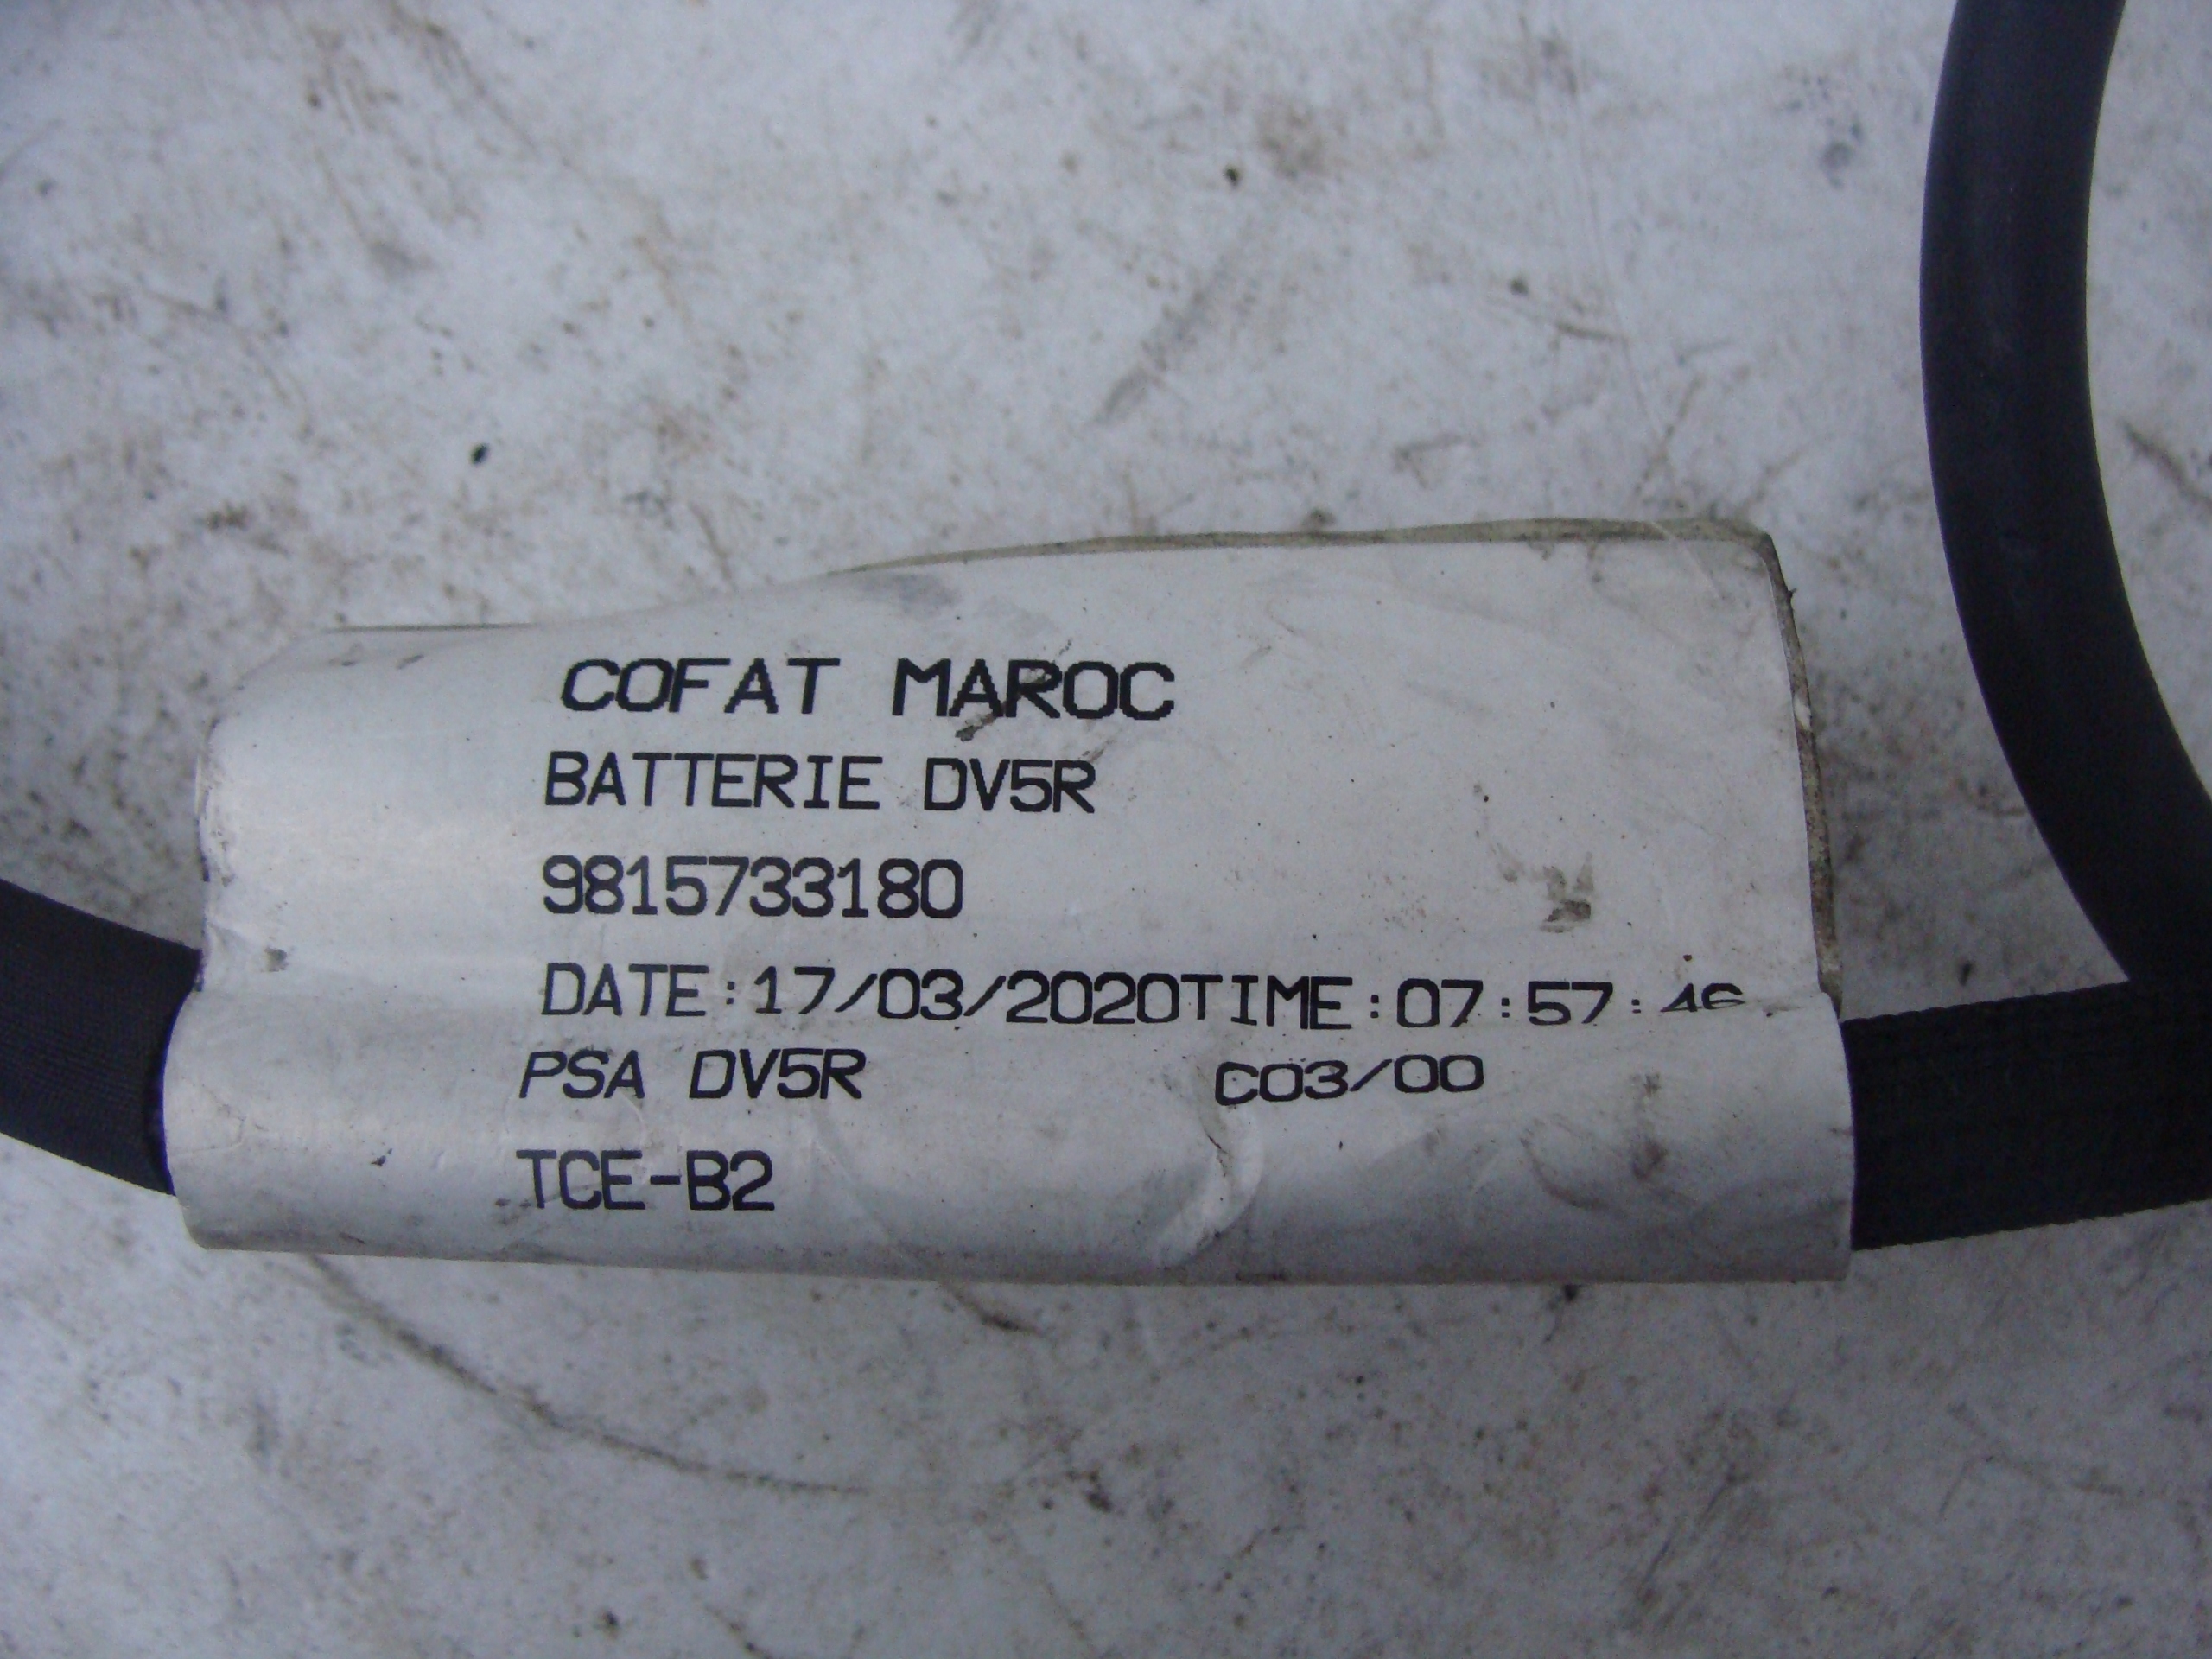 COFAT MAROC
BATTERIE DV5R
9815733180
DATE:17/03/2020TIME:07:57:46
PSA DV5R C03/00
TCE-B2